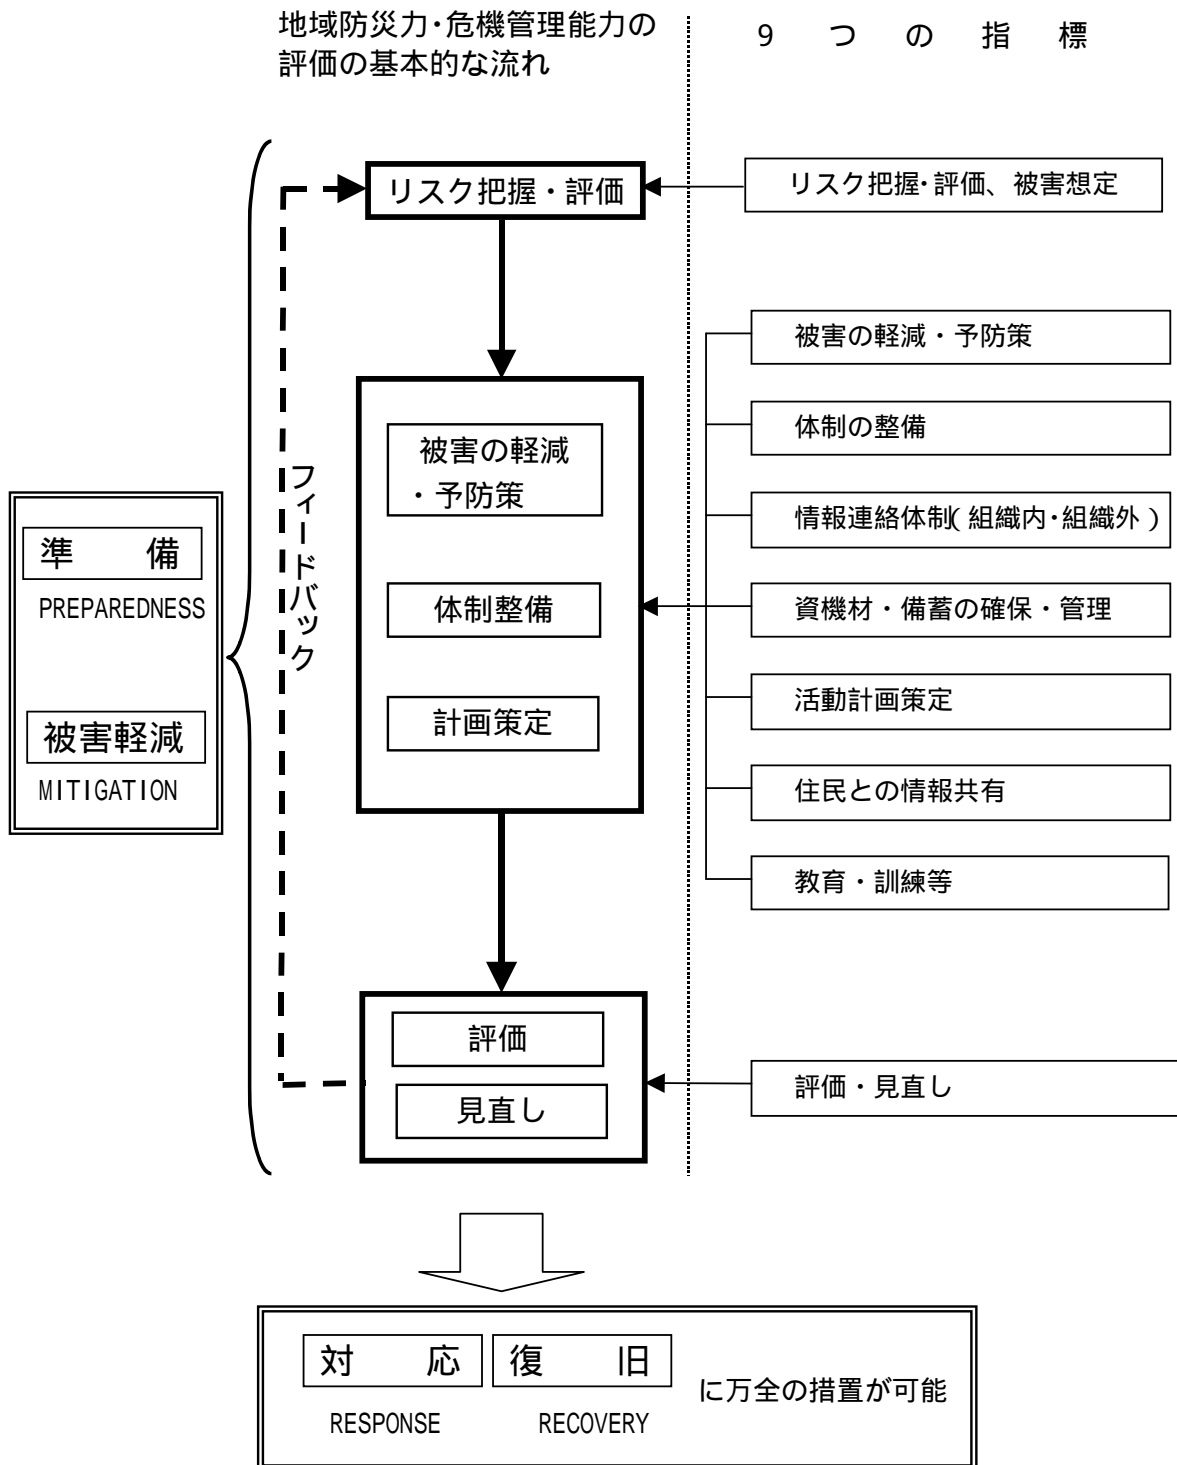 地域防災力・危機管理能力の
評価の基本的な流れ
9つの指標
リスク把握・評価
リスク把握・評価、被害想定
被害の軽減・予防策
体制の整備
情報連絡体制(組織内・組織外)
資機材・備蓄の確保・管理
活動計画策定
住民との情報共有
教育・訓練等
評価・見直し
被害の軽減
・予防策
体制整備
計画策定
評価
見直し
フィードバック
準備
PREPAREDNESS
被害軽減
MITIGATION
対応 復旧 に万全の措置が可能
RESPONSE RECOVERY